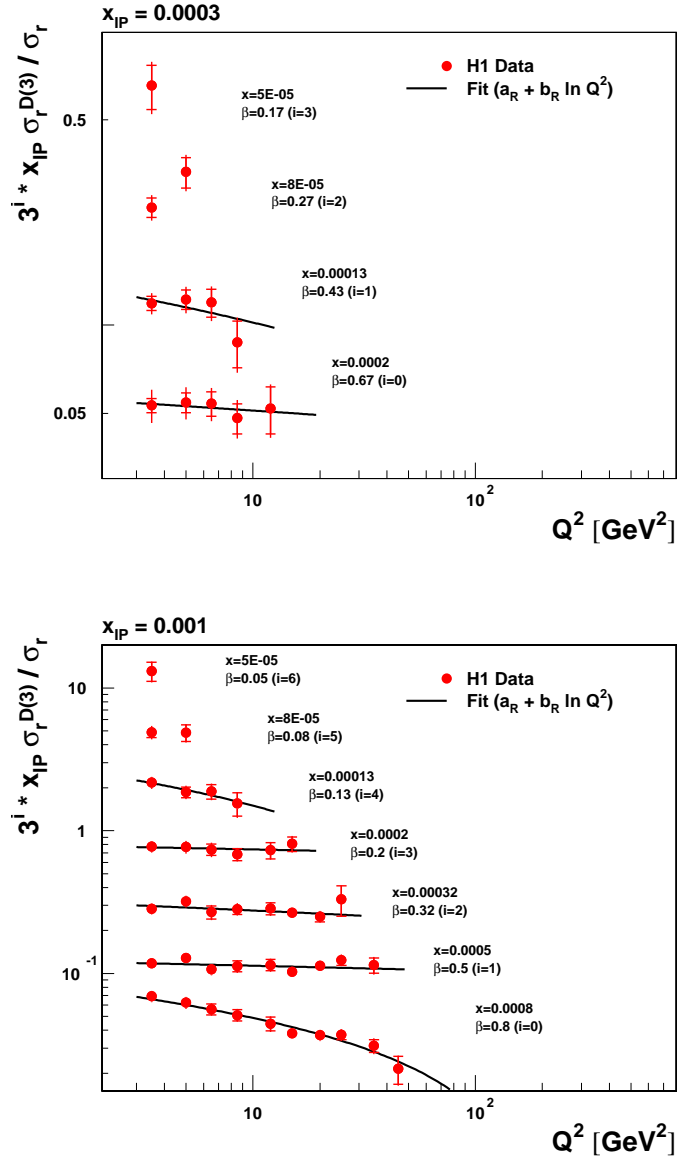 x_IP = 0.0003
3^i * x_IP σ_r^D(3) / σ_r
H1 Data
Fit (a_R + b_R ln Q^2)
x=5E-05
β=0.17 (i=3)
0.5
x=8E-05
β=0.27 (i=2)
x=0.00013
β=0.43 (i=1)
x=0.0002
β=0.67 (i=0)
0.05
10
10^2
Q^2 [GeV^2]
x_IP = 0.001
3^i * x_IP σ_r^D(3) / σ_r
x=5E-05
β=0.05 (i=6)
H1 Data
Fit (a_R + b_R ln Q^2)
10
x=8E-05
β=0.08 (i=5)
x=0.00013
β=0.13 (i=4)
1
x=0.0002
β=0.2 (i=3)
x=0.00032
β=0.32 (i=2)
x=0.0005
β=0.5 (i=1)
10^-1
x=0.0008
β=0.8 (i=0)
10
10^2
Q^2 [GeV^2]